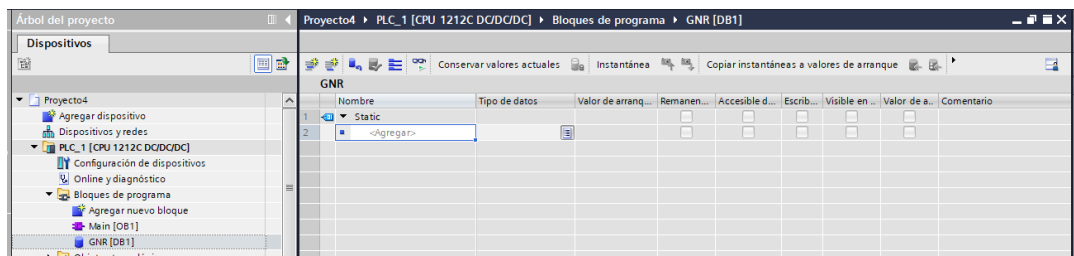 Árbol del proyecto
Dispositivos
Proyecto4
Agregar dispositivo
Dispositivos y redes
PLC_1 [CPU 1212C DC/DC/DC]
Configuración de dispositivos
Online y diagnóstico
Bloques de programa
Agregar nuevo bloque
Main [OB1]
GNR [DB1]
Proyecto4 PLC_1 [CPU 1212C DC/DC/DC] Bloques de programa GNR [DB1]
Conservar valores actuales Instantánea Copiar instantáneas a valores de arranque
GNR
Nombre Tipo de datos Valor de arranq... Remanen... Accesible d... Escrib... Visible en ... Valor de a... Comentario
1 Static
2 <Agregar>